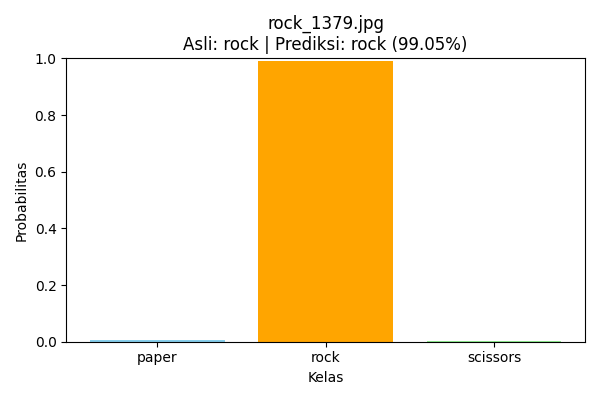 rock_1379.jpg
Asli: rock | Prediksi: rock (99.05%)
1.0
0.8
0.6
0.4
0.2
0.0
Probabilitas
paper
rock
scissors
Kelas